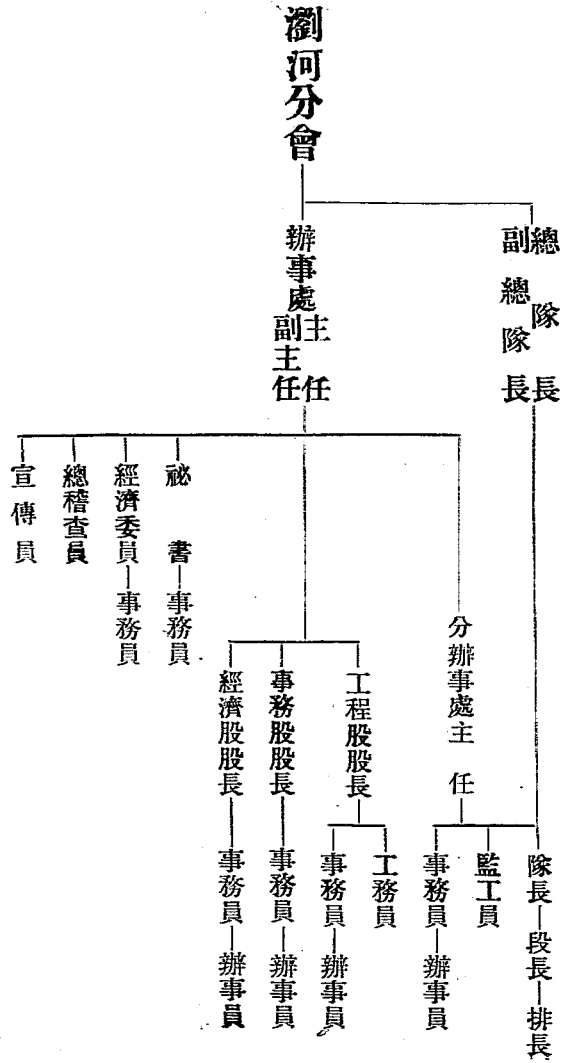 瀏河分會
總隊長
副總隊長
辦事處主任
副主任
分辦事處主任
隊長—段長—排長
監工員
事務員—辦事員
工程股股長
工務員
事務員—辦事員
事務股股長—事務員—辦事員
經濟股股長—事務員—辦事員
祕書—事務員
經濟委員—事務員
總稽查員
宣傳員